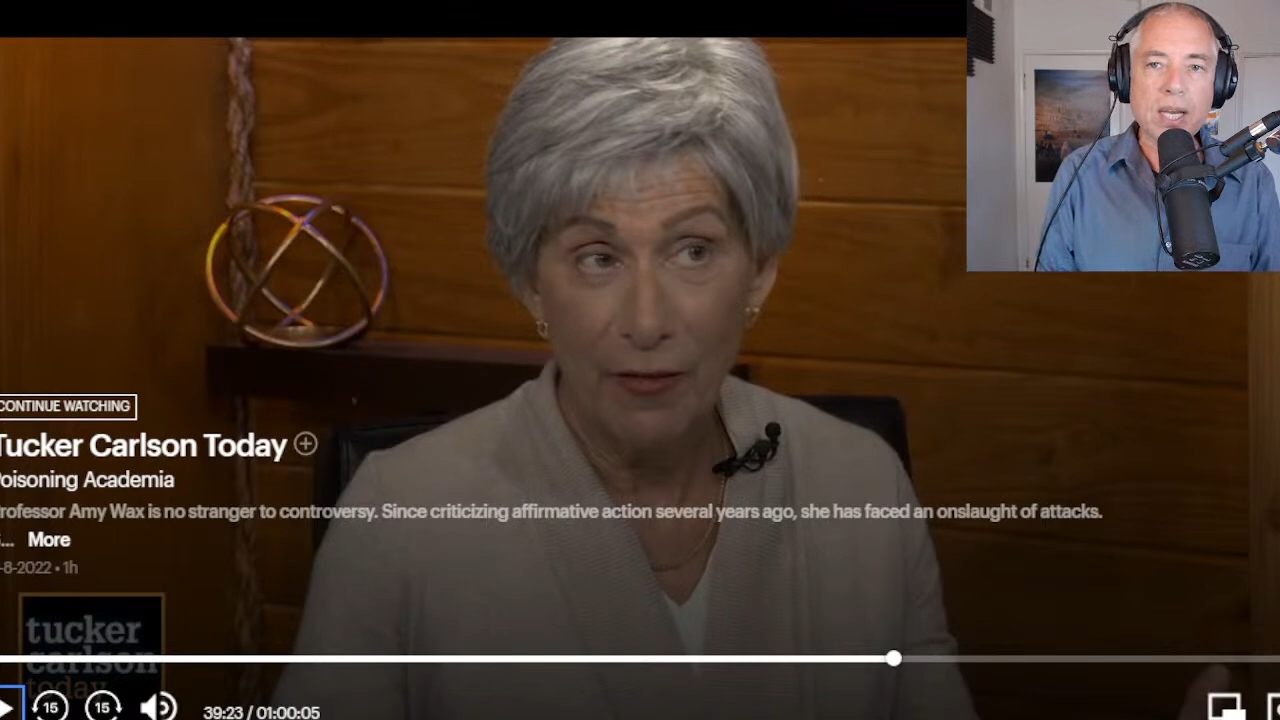 CONTINUE WATCHING
Tucker Carlson Today
oisoning Academia
rofessor Amy Wax is no stranger to controversy. Since criticizing affirmative action several years ago, she has faced an onslaught of attacks.
... More
-8-2022 • 1h
tucker
carlson
today
15 15 39:23 / 01:00:05